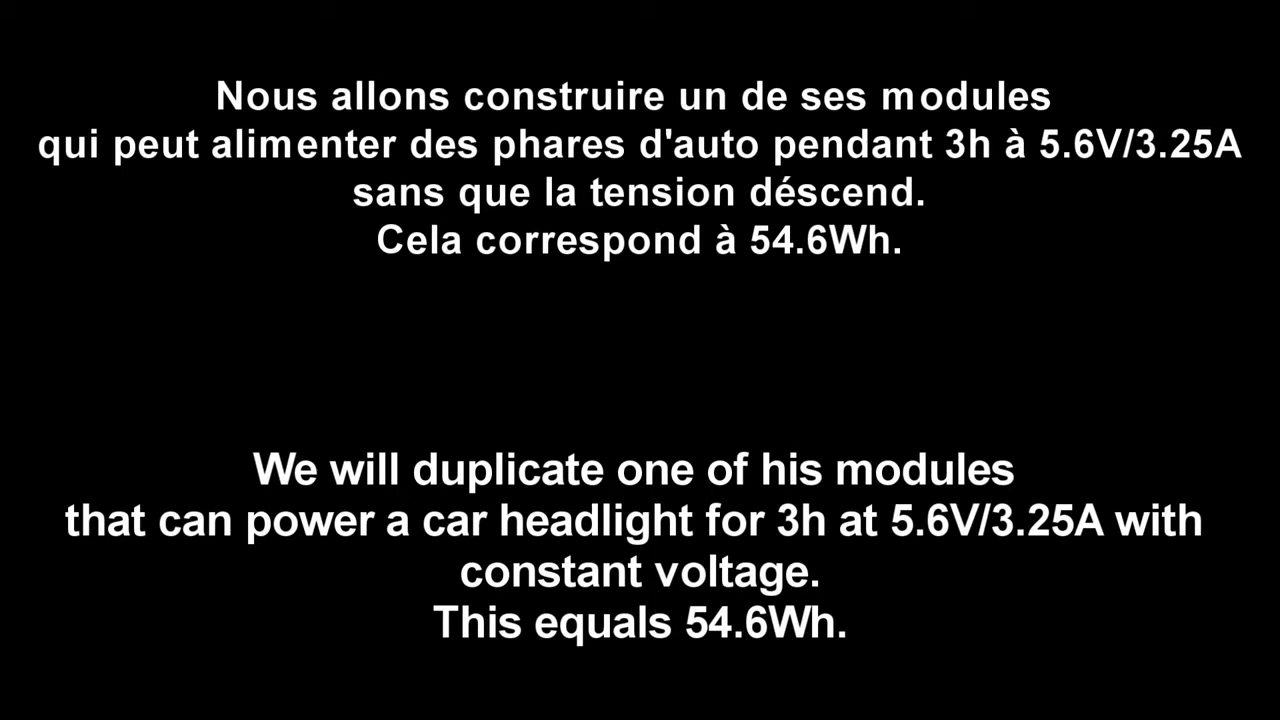 Nous allons construire un de ses modules
qui peut alimenter des phares d'auto pendant 3h à 5.6V/3.25A
sans que la tension déscend.
Cela correspond à 54.6Wh.
We will duplicate one of his modules
that can power a car headlight for 3h at 5.6V/3.25A with
constant voltage.
This equals 54.6Wh.